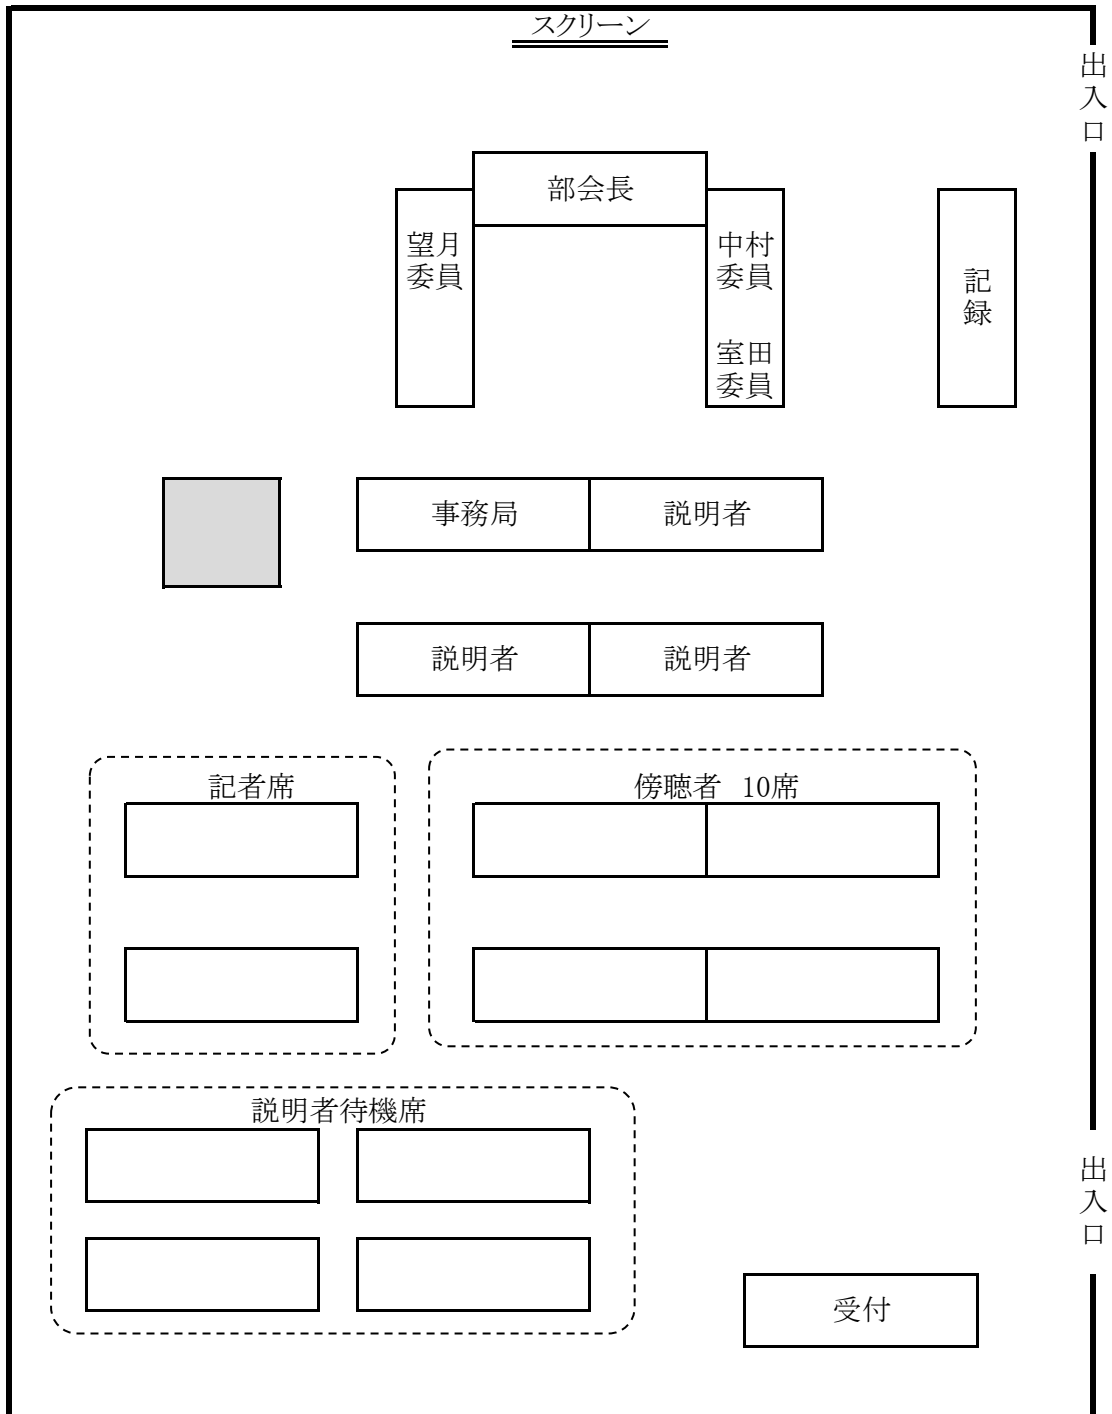 スクリーン
出入口
部会長
望月
委員
中村
委員
室田
委員
記録
事務局
説明者
説明者
説明者
記者席
傍聴者　10席
説明者待機席
出入口
受付